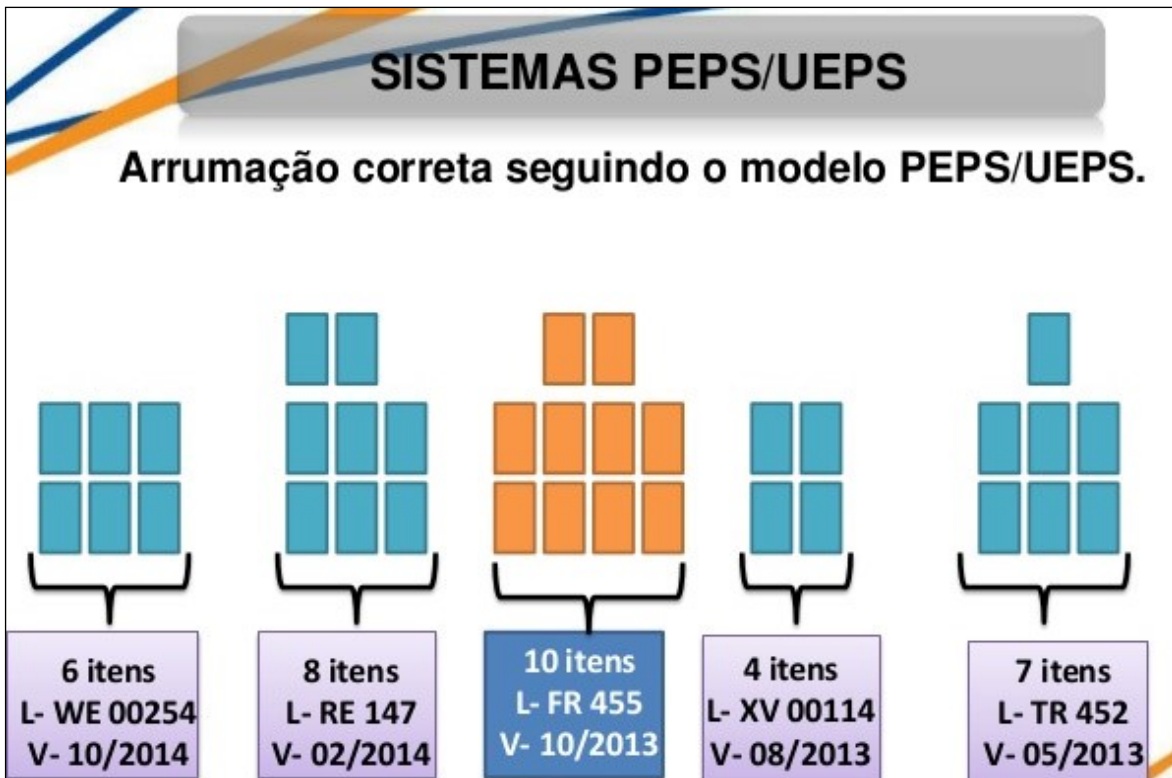 SISTEMAS PEPS/UEPS
Arrumação correta seguindo o modelo PEPS/UEPS.
6 itens
L- WE 00254
V- 10/2014
8 itens
L- RE 147
V- 02/2014
10 itens
L- FR 455
V- 10/2013
4 itens
L- XV 00114
V- 08/2013
7 itens
L- TR 452
V- 05/2013